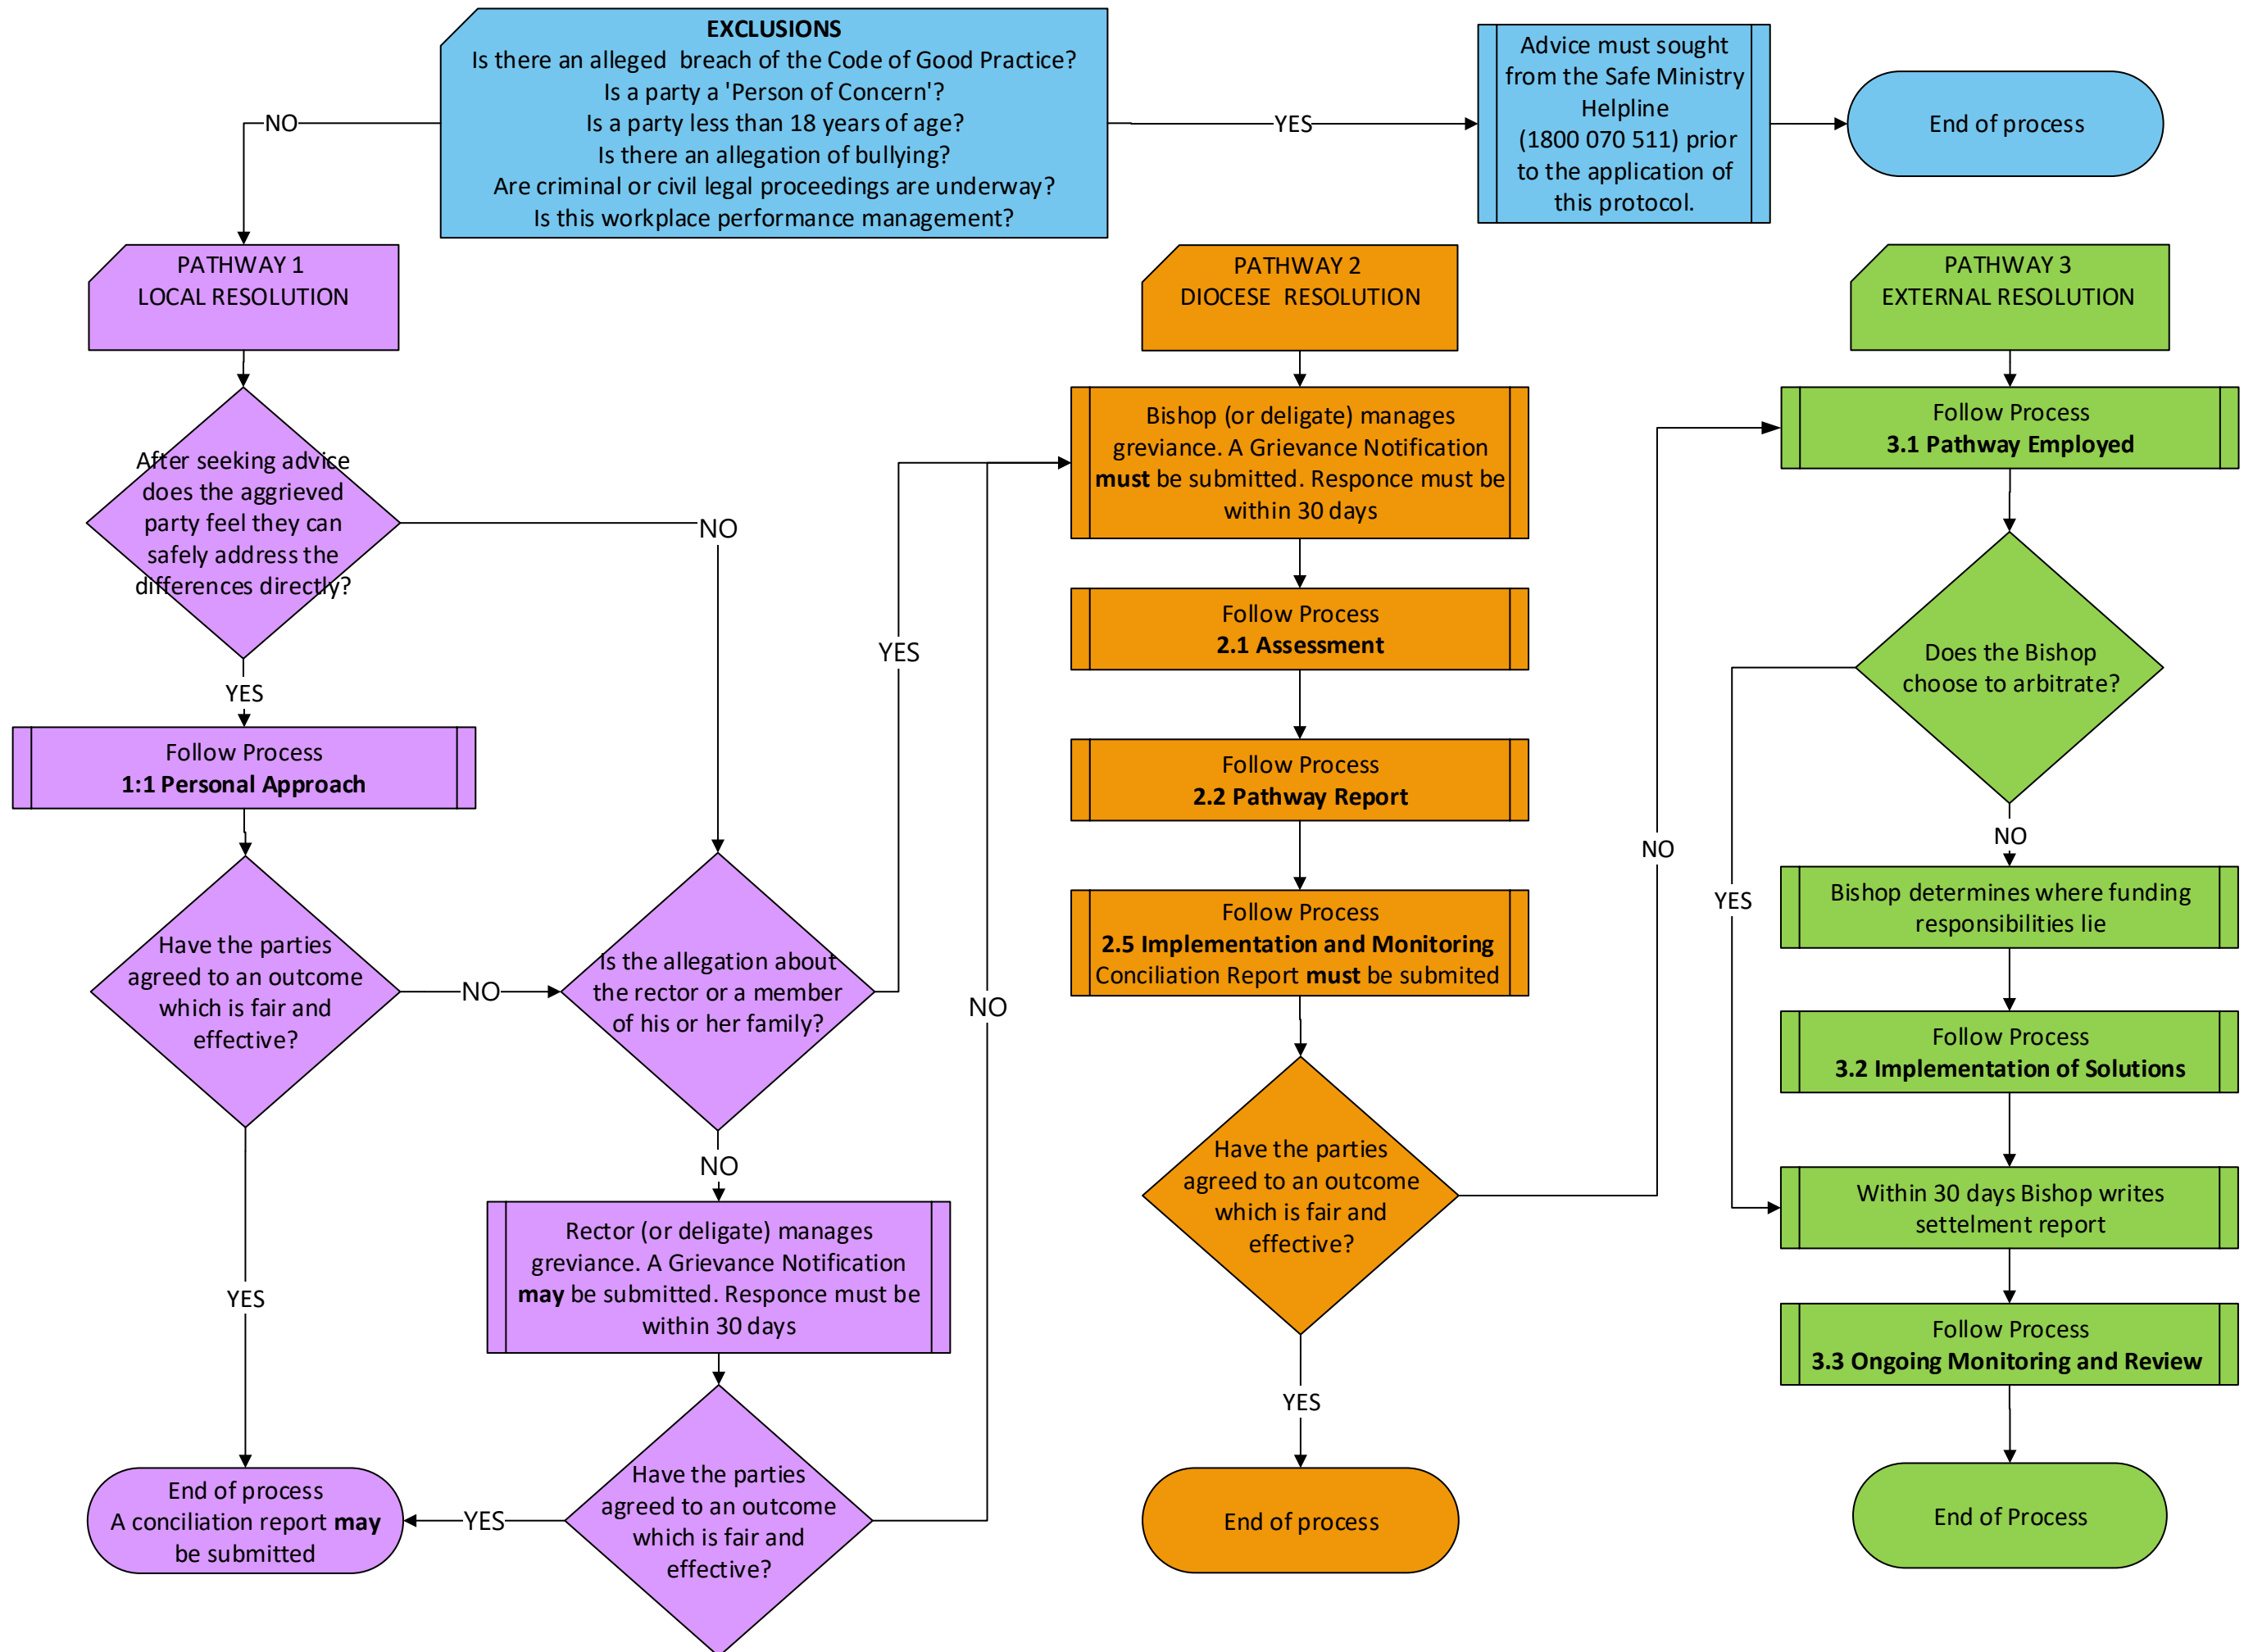 EXCLUSIONS
Is there an alleged  breach of the Code of Good Practice?
Is a party a 'Person of Concern'?
Is a party less than 18 years of age?
Is there an allegation of bullying?
Are criminal or civil legal proceedings are underway?
Is this workplace performance management?
NO
YES
Advice must sought
from the Safe Ministry
Helpline
(1800 070 511) prior
to the application of
this protocol.
End of process
PATHWAY 1
LOCAL RESOLUTION
After seeking advice
does the aggrieved
party feel they can
safely address the
differences directly?
NO
YES
Follow Process
1:1 Personal Approach
Have the parties
agreed to an outcome
which is fair and
effective?
NO
YES
Is the allegation about
the rector or a member
of his or her family?
YES
NO
Rector (or deligate) manages
greviance. A Grievance Notification
may be submitted. Responce must be
within 30 days
Have the parties
agreed to an outcome
which is fair and
effective?
YES
NO
End of process
A conciliation report may
be submitted
PATHWAY 2
DIOCESE  RESOLUTION
Bishop (or deligate) manages
greviance. A Grievance Notification
must be submitted. Responce must be
within 30 days
Follow Process
2.1 Assessment
Follow Process
2.2 Pathway Report
Follow Process
2.5 Implementation and Monitoring
Conciliation Report must be submited
Have the parties
agreed to an outcome
which is fair and
effective?
NO
YES
End of process
PATHWAY 3
EXTERNAL RESOLUTION
Follow Process
3.1 Pathway Employed
Does the Bishop
choose to arbitrate?
YES
NO
Bishop determines where funding
responsibilities lie
Follow Process
3.2 Implementation of Solutions
Within 30 days Bishop writes
settelment report
Follow Process
3.3 Ongoing Monitoring and Review
End of Process